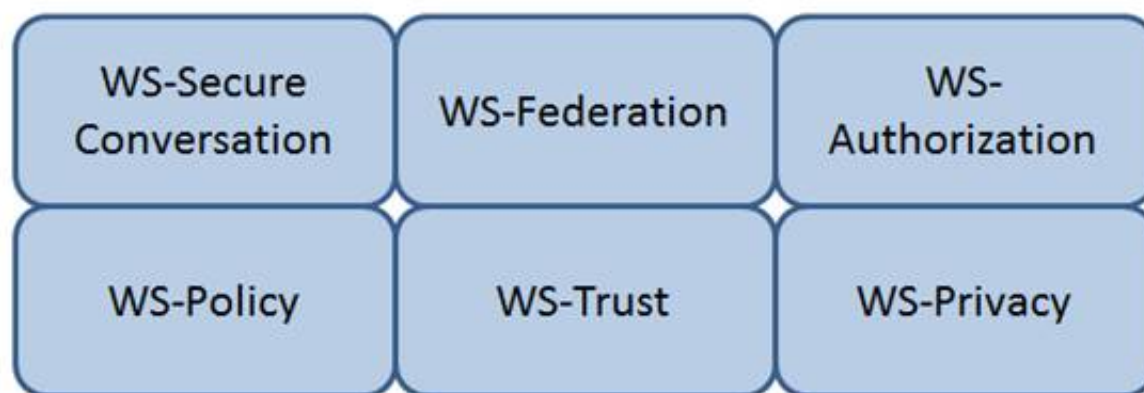 WS-Secure
Conversation
WS-Federation
WS-
Authorization
WS-Policy
WS-Trust
WS-Privacy